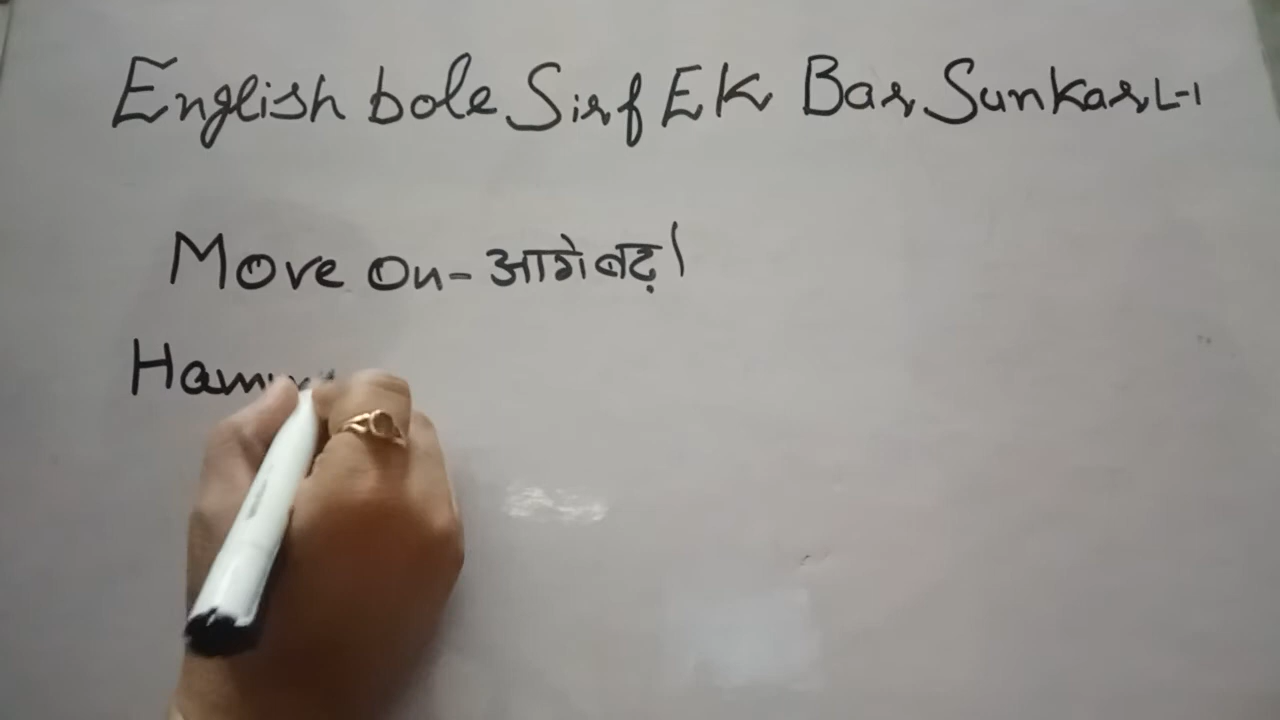 English bole Sirf Ek Bar Sunkar L-1
Move On - आगे बढ़।